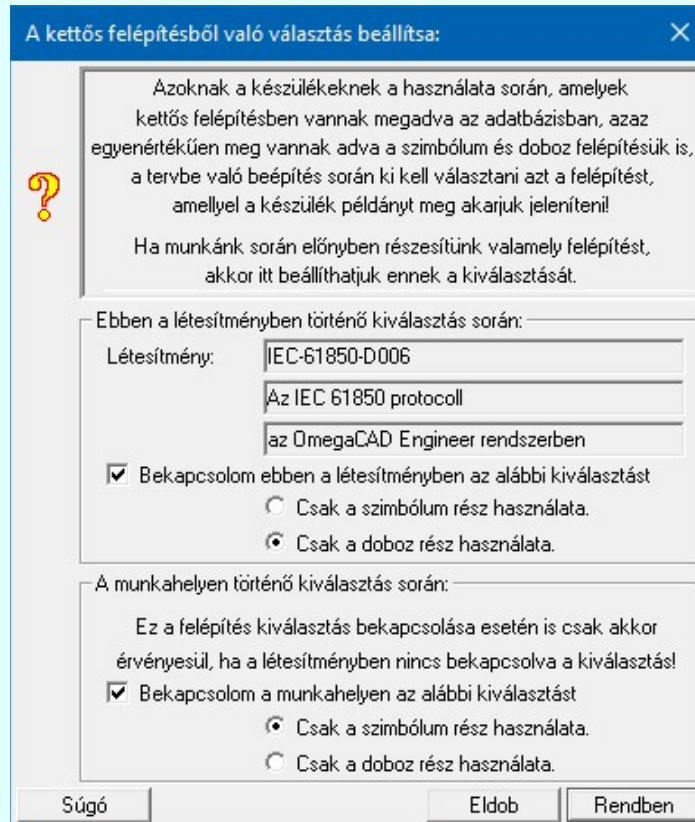 A kettős felépítésből való választás beállítsa:
Azoknak a készülékeknek a használata során, amelyek
kettős felépítésben vannak megadva az adatbázisban, azaz
egyenértékűen meg vannak adva a szimbólum és doboz felépítésük is,
a tervbe való beépítés során ki kell választani azt a felépítést,
amellyel a készülék példányt meg akarjuk jeleníteni!
Ha munkánk során előnyben részesítünk valamely felépítést,
akkor itt beállíthatjuk ennek a kiválasztását.
Ebben a létesítményben történő kiválasztás során:
Létesítmény: IEC-61850-D006
Az IEC 61850 protocoll
az OmegaCAD Engineer rendszerben
Bekapcsolom ebben a létesítményben az alábbi kiválasztást
Csak a szimbólum rész használata.
Csak a doboz rész használata.
A munkahelyen történő kiválasztás során:
Ez a felépítés kiválasztás bekapcsolása esetén is csak akkor
érvényesül, ha a létesítményben nincs bekapcsolva a kiválasztás!
Bekapcsolom a munkahelyen az alábbi kiválasztást
Csak a szimbólum rész használata.
Csak a doboz rész használata.
Súgó Eldob Rendben